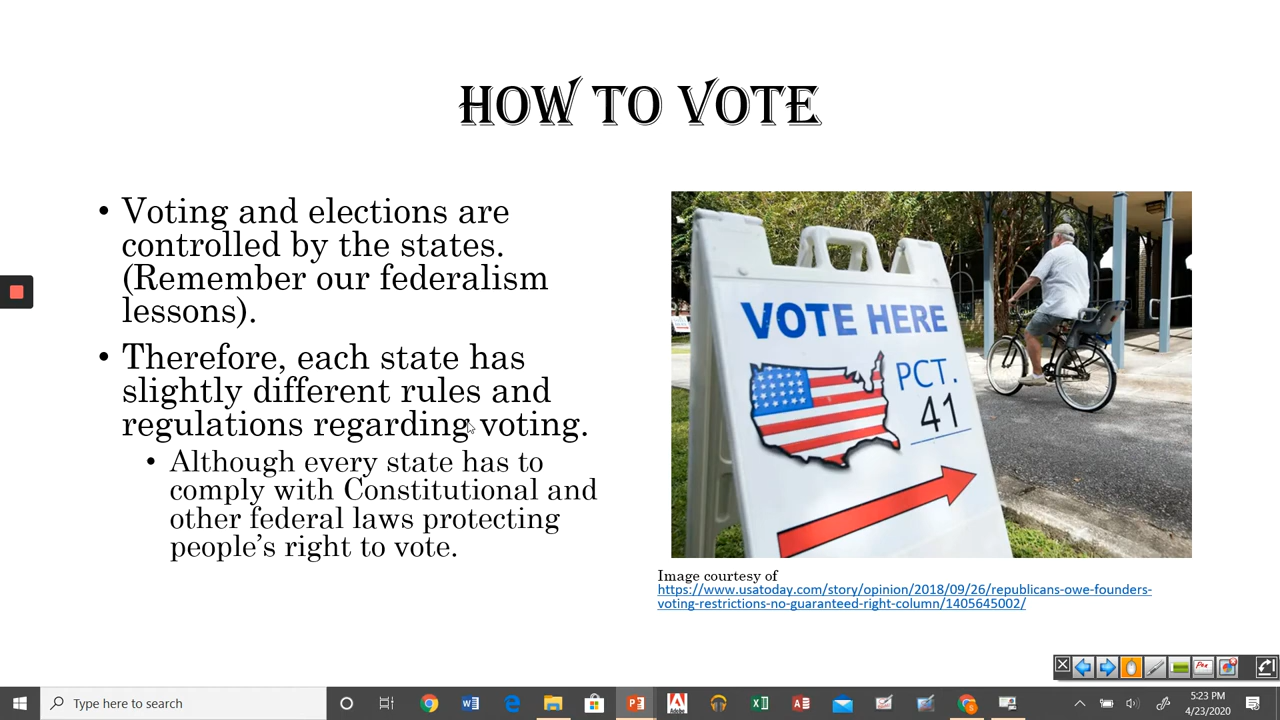 HOW TO VOTE
• Voting and elections are
controlled by the states.
(Remember our federalism
lessons).
• Therefore, each state has
slightly different rules and
regulations regarding voting.
• Although every state has to
comply with Constitutional and
other federal laws protecting
people's right to vote.
VOTE HERE
PCT.
41
Image courtesy of
https://www.usatoday.com/story/opinion/2018/09/26/republicans-owe-founders-
voting-restrictions-no-guaranteed-right-column/1405645002/
Type here to search
5:23 PM
4/23/2020